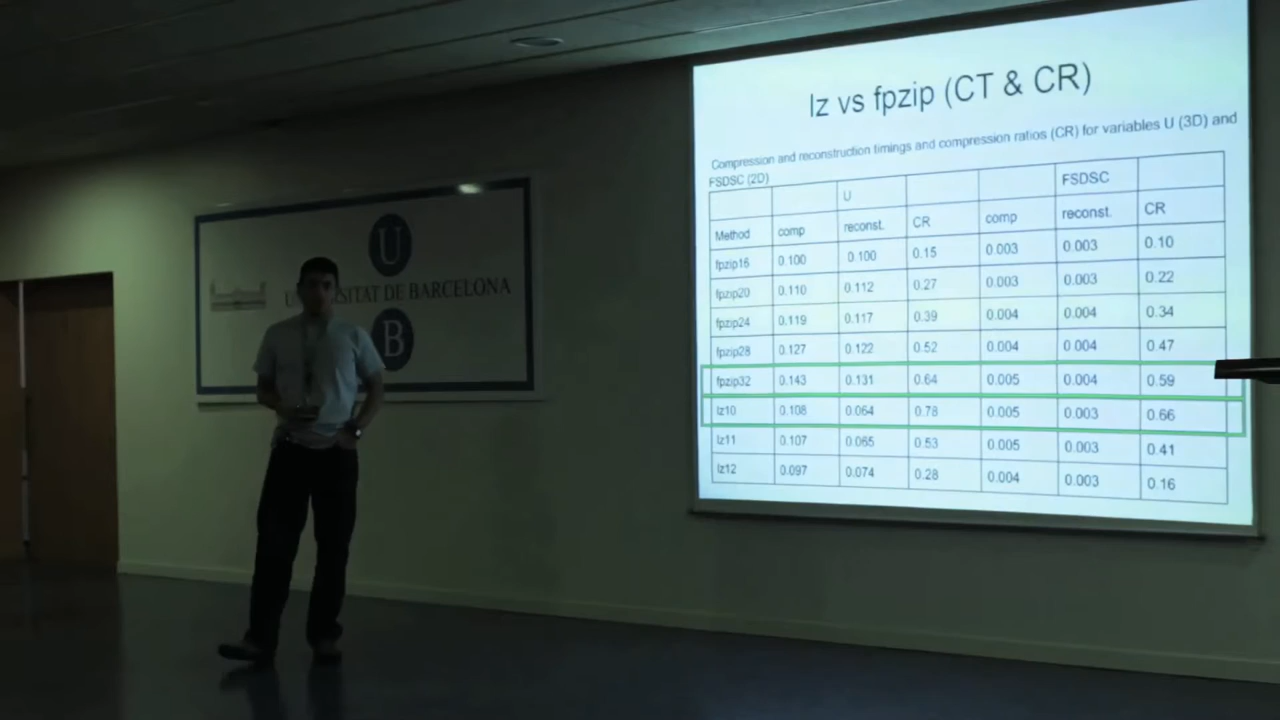 lz vs fpzip (CT & CR)
Compression and reconstruction timings and compression ratios (CR) for variables U (3D) and
FSDSC (2D)
U FSDSC
Method comp reconst. CR comp reconst. CR
fpzip16 0.100 0.100 0.15 0.003 0.003 0.10
fpzip20 0.110 0.112 0.27 0.003 0.003 0.22
fpzip24 0.119 0.117 0.39 0.004 0.004 0.34
fpzip28 0.127 0.122 0.52 0.004 0.004 0.47
fpzip32 0.143 0.131 0.64 0.005 0.004 0.59
lz10 0.108 0.064 0.78 0.005 0.003 0.66
lz11 0.107 0.065 0.53 0.005 0.003 0.41
lz12 0.097 0.074 0.28 0.004 0.003 0.16
U
DE BARCELONA
B